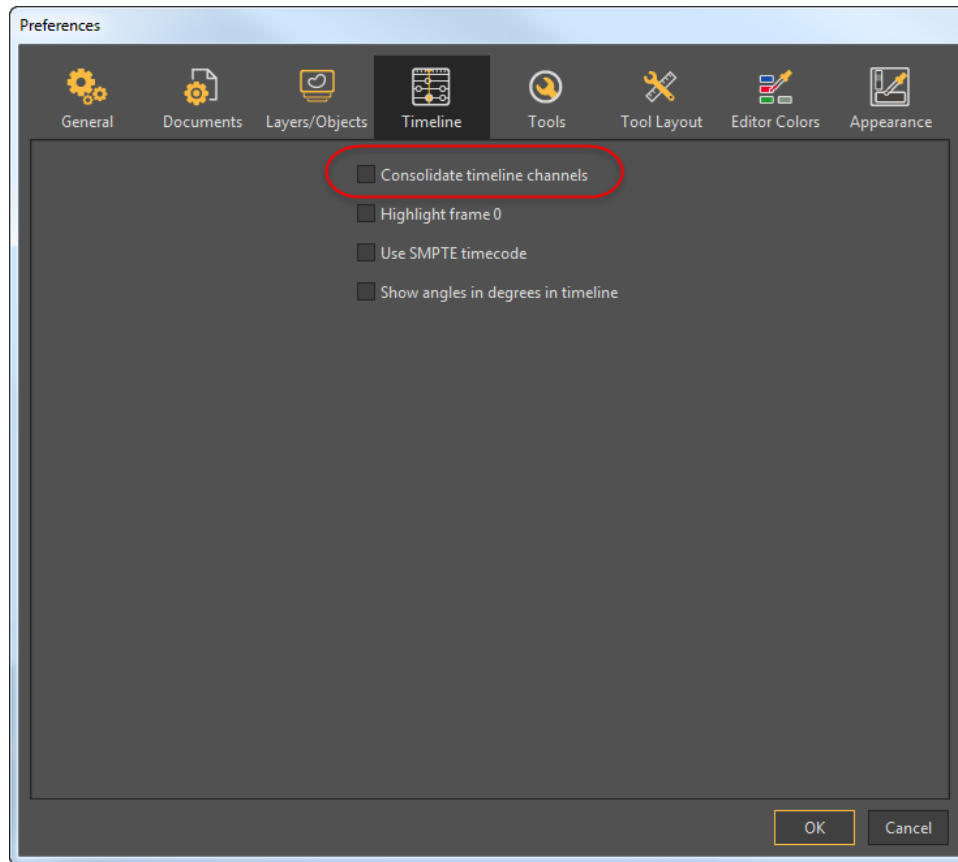 Preferences
General Documents Layers/Objects Timeline Tools Tool Layout Editor Colors Appearance
Consolidate timeline channels
Highlight frame 0
Use SMPTE timecode
Show angles in degrees in timeline
OK Cancel